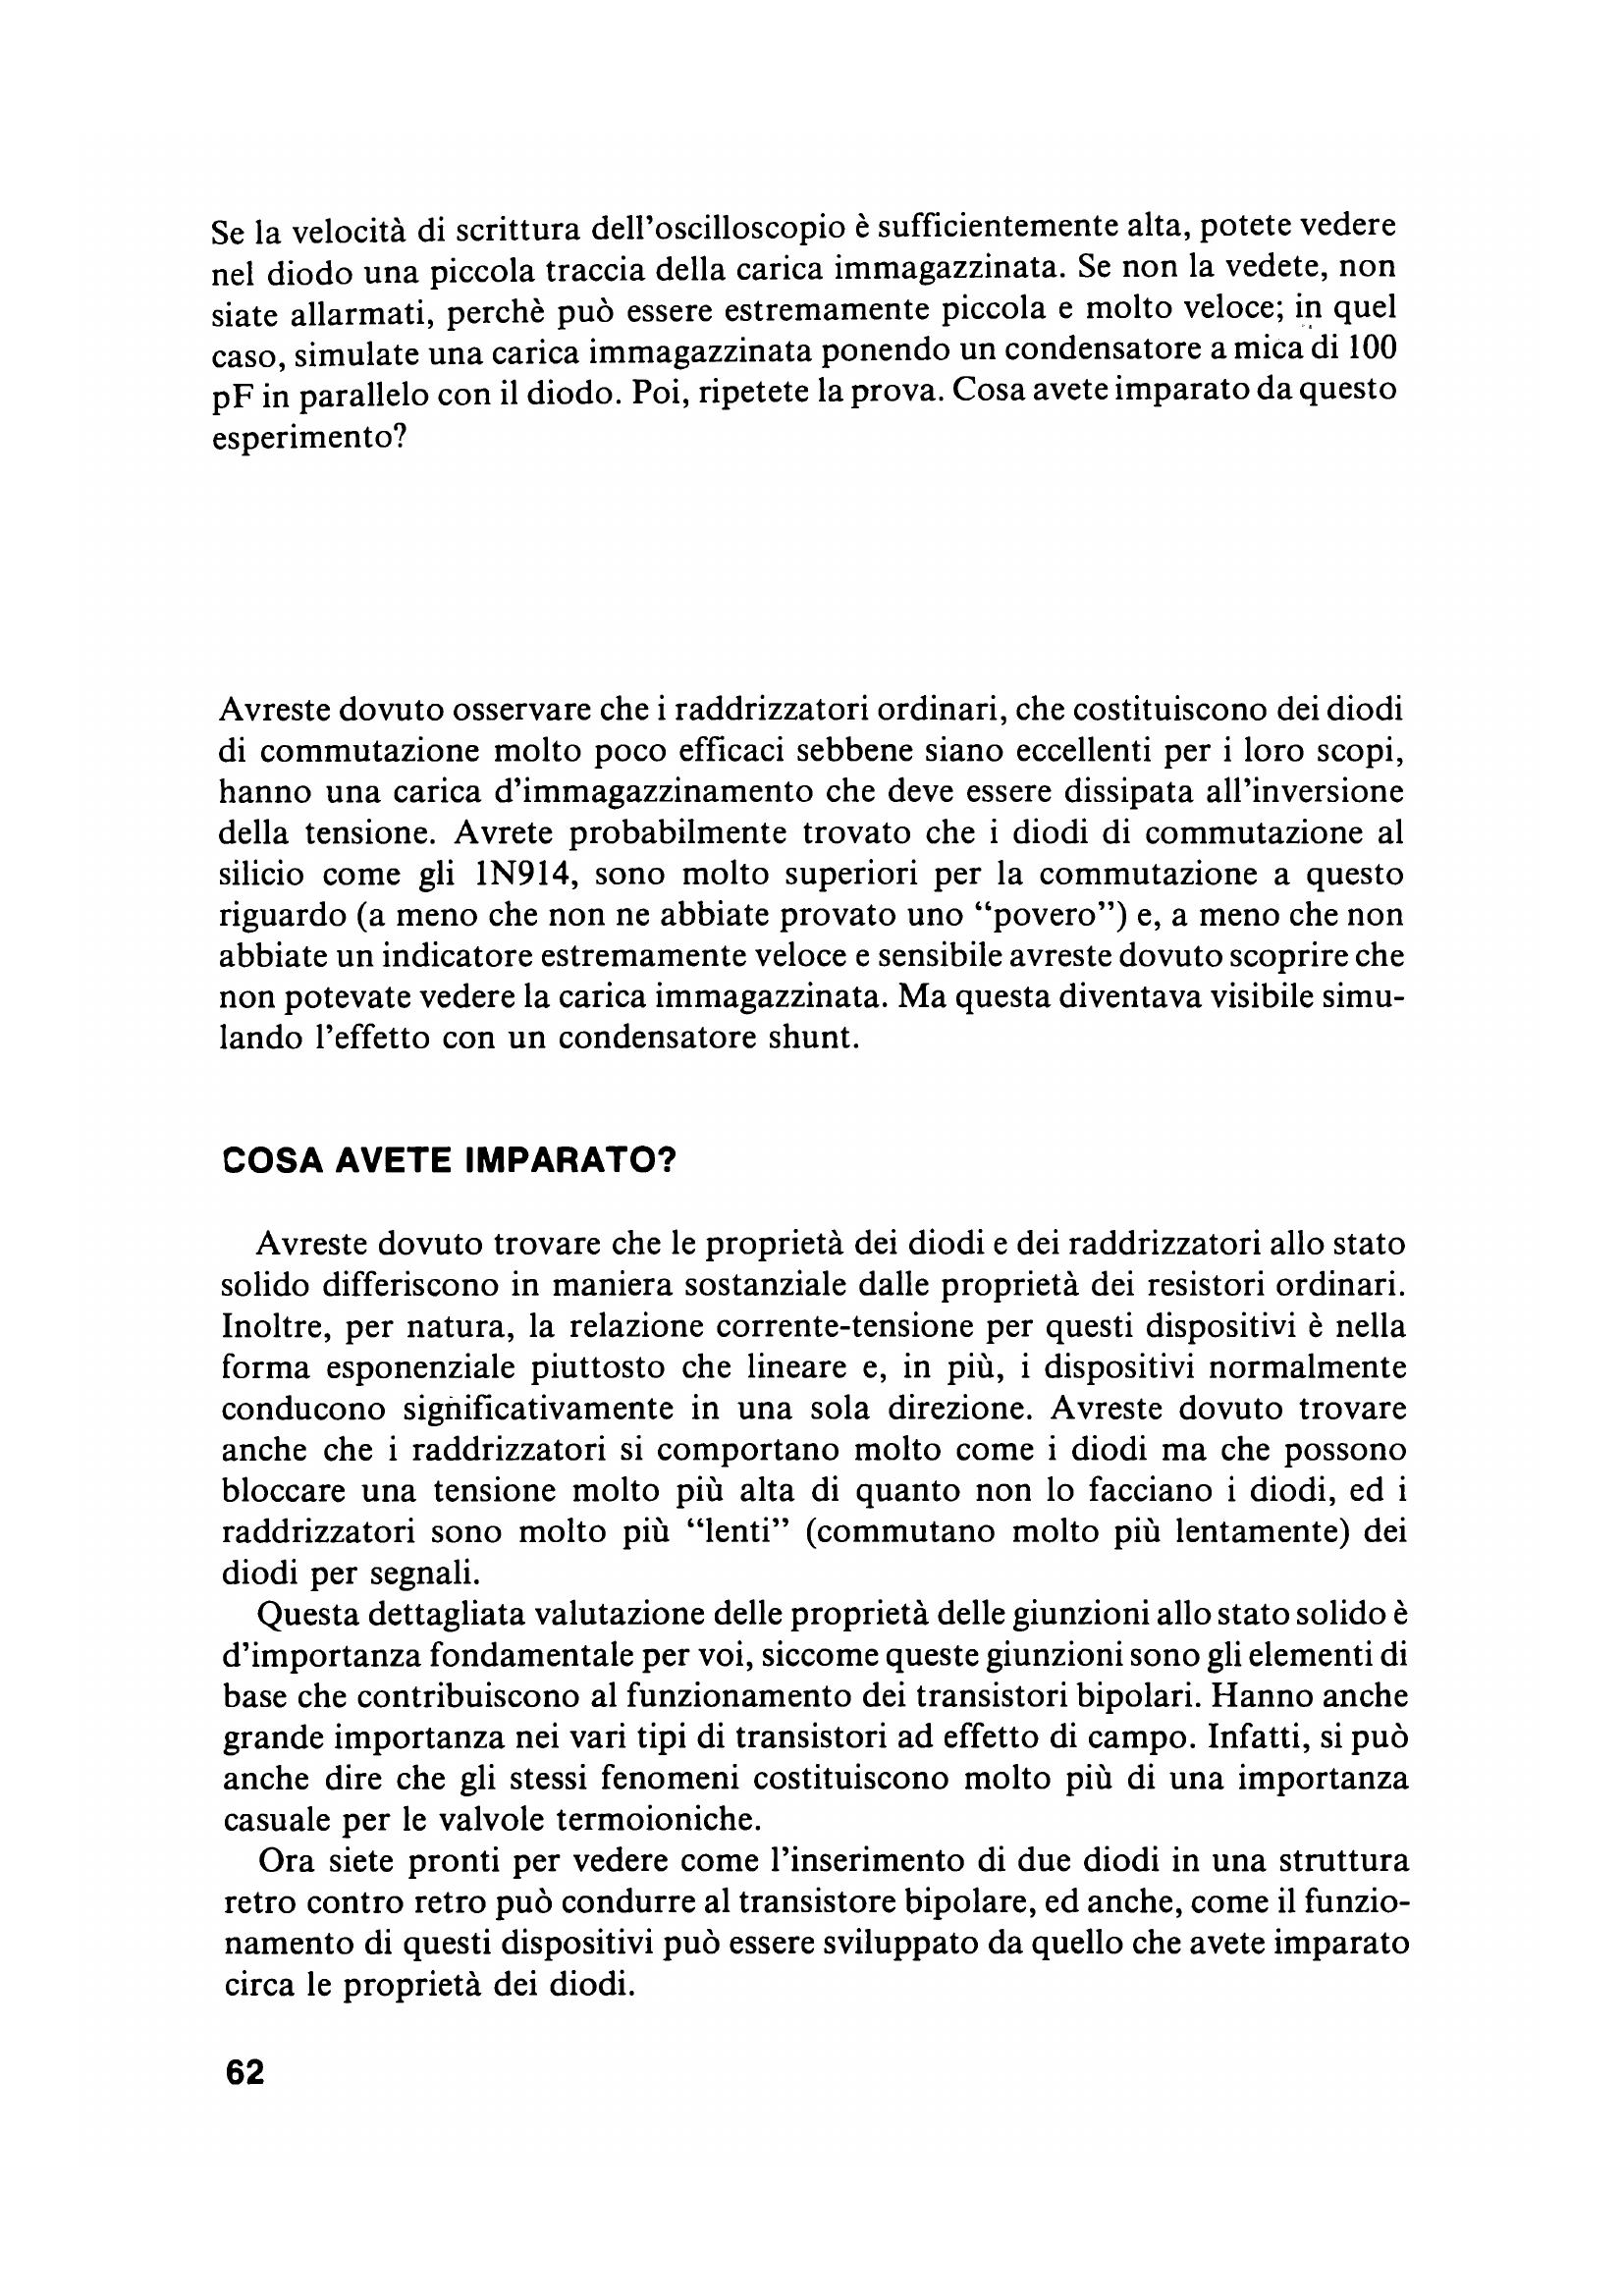 Se la velocità di scrittura dell'oscilloscopio è sufficientemente alta, potete vedere
nel diodo una piccola traccia della carica immagazzinata. Se non la vedete, non
siate allarmati, perchè può essere estremamente piccola e molto veloce; in quel
caso, simulate una carica immagazzinata ponendo un condensatore a mica di 100
pF in parallelo con il diodo. Poi, ripetete la prova. Cosa avete imparato da questo
esperimento?
Avreste dovuto osservare che i raddrizzatori ordinari, che costituiscono dei diodi
di commutazione molto poco efficaci sebbene siano eccellenti per i loro scopi,
hanno una carica d'immagazzinamento che deve essere dissipata all'inversione
della tensione. Avrete probabilmente trovato che i diodi di commutazione al
silicio come gli 1N914, sono molto superiori per la commutazione a questo
riguardo (a meno che non ne abbiate provato uno “povero”) e, a meno che non
abbiate un indicatore estremamente veloce e sensibile avreste dovuto scoprire che
non potevate vedere la carica immagazzinata. Ma questa diventava visibile simu-
lando l'effetto con un condensatore shunt.
COSA AVETE IMPARATO?
Avreste dovuto trovare che le proprietà dei diodi e dei raddrizzatori allo stato
solido differiscono in maniera sostanziale dalle proprietà dei resistori ordinari.
Inoltre, per natura, la relazione corrente-tensione per questi dispositivi è nella
forma esponenziale piuttosto che lineare e, in più, i dispositivi normalmente
conducono significativamente in una sola direzione. Avreste dovuto trovare
anche che i raddrizzatori si comportano molto come i diodi ma che possono
bloccare una tensione molto più alta di quanto non lo facciano i diodi, ed i
raddrizzatori sono molto più “lenti” (commutano molto più lentamente) dei
diodi per segnali.
Questa dettagliata valutazione delle proprietà delle giunzioni allo stato solido è
d'importanza fondamentale per voi, siccome queste giunzioni sono gli elementi di
base che contribuiscono al funzionamento dei transistori bipolari. Hanno anche
grande importanza nei vari tipi di transistori ad effetto di campo. Infatti, si può
anche dire che gli stessi fenomeni costituiscono molto più di una importanza
casuale per le valvole termoioniche.
Ora siete pronti per vedere come l'inserimento di due diodi in una struttura
retro contro retro può condurre al transistore bipolare, ed anche, come il funzio-
namento di questi dispositivi può essere sviluppato da quello che avete imparato
circa le proprietà dei diodi.
62